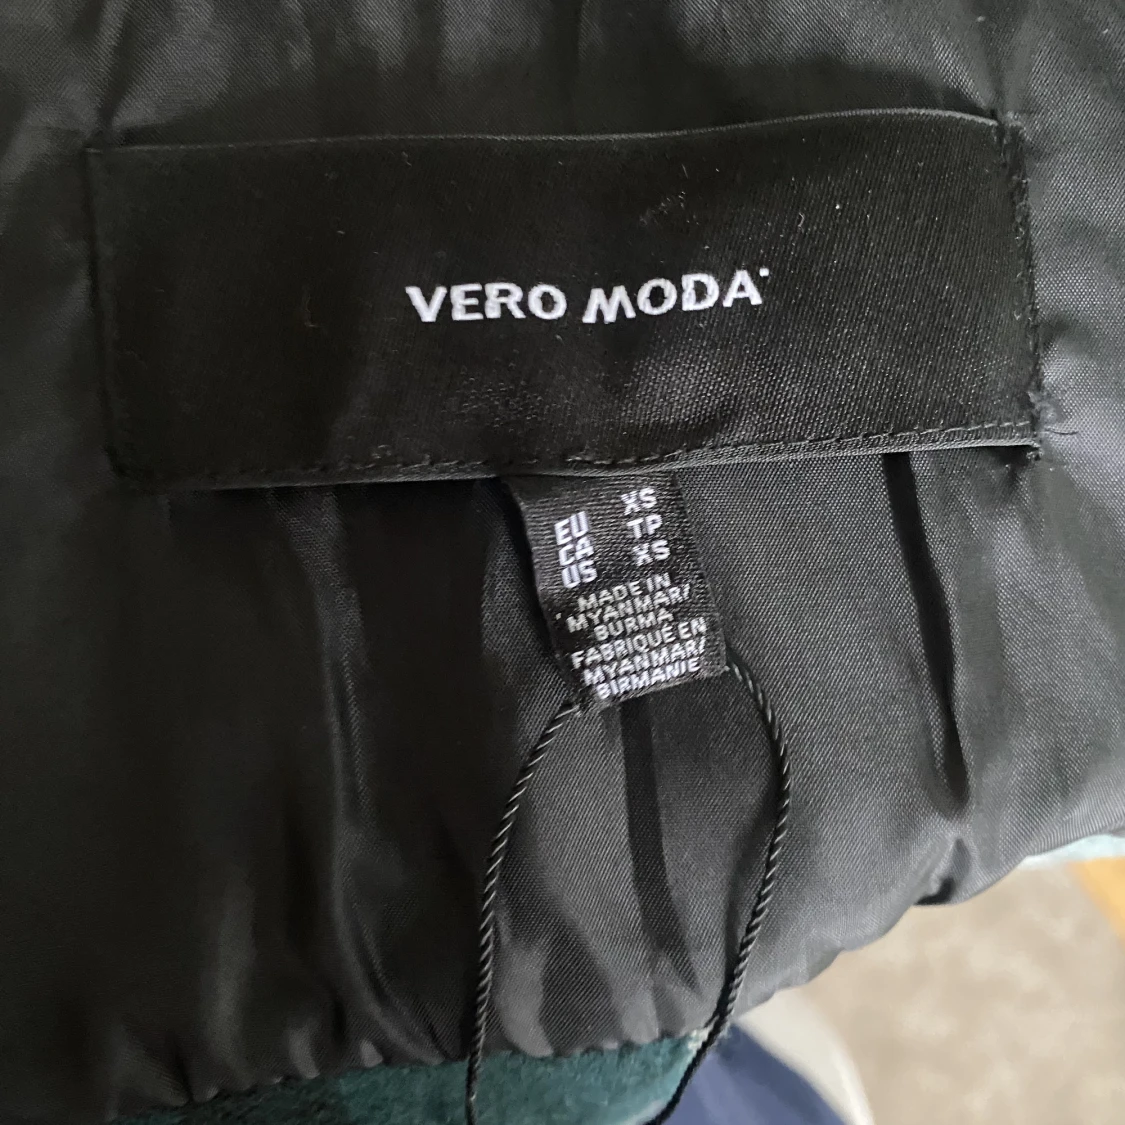 VERO MODA
EU XS
CA TP
US XS
MADE IN
MYANMAR/
BURMA
FABRIQUÉ EN
MYANMAR/
BIRMANIE